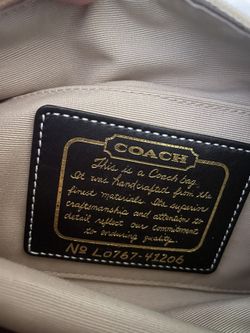 COACH
This is a Coach bag.
It was handcrafted from the
finest materials. The superior
craftsmanship and attention to
detail reflect our commitment
to enduring quality.
No L0767-41206